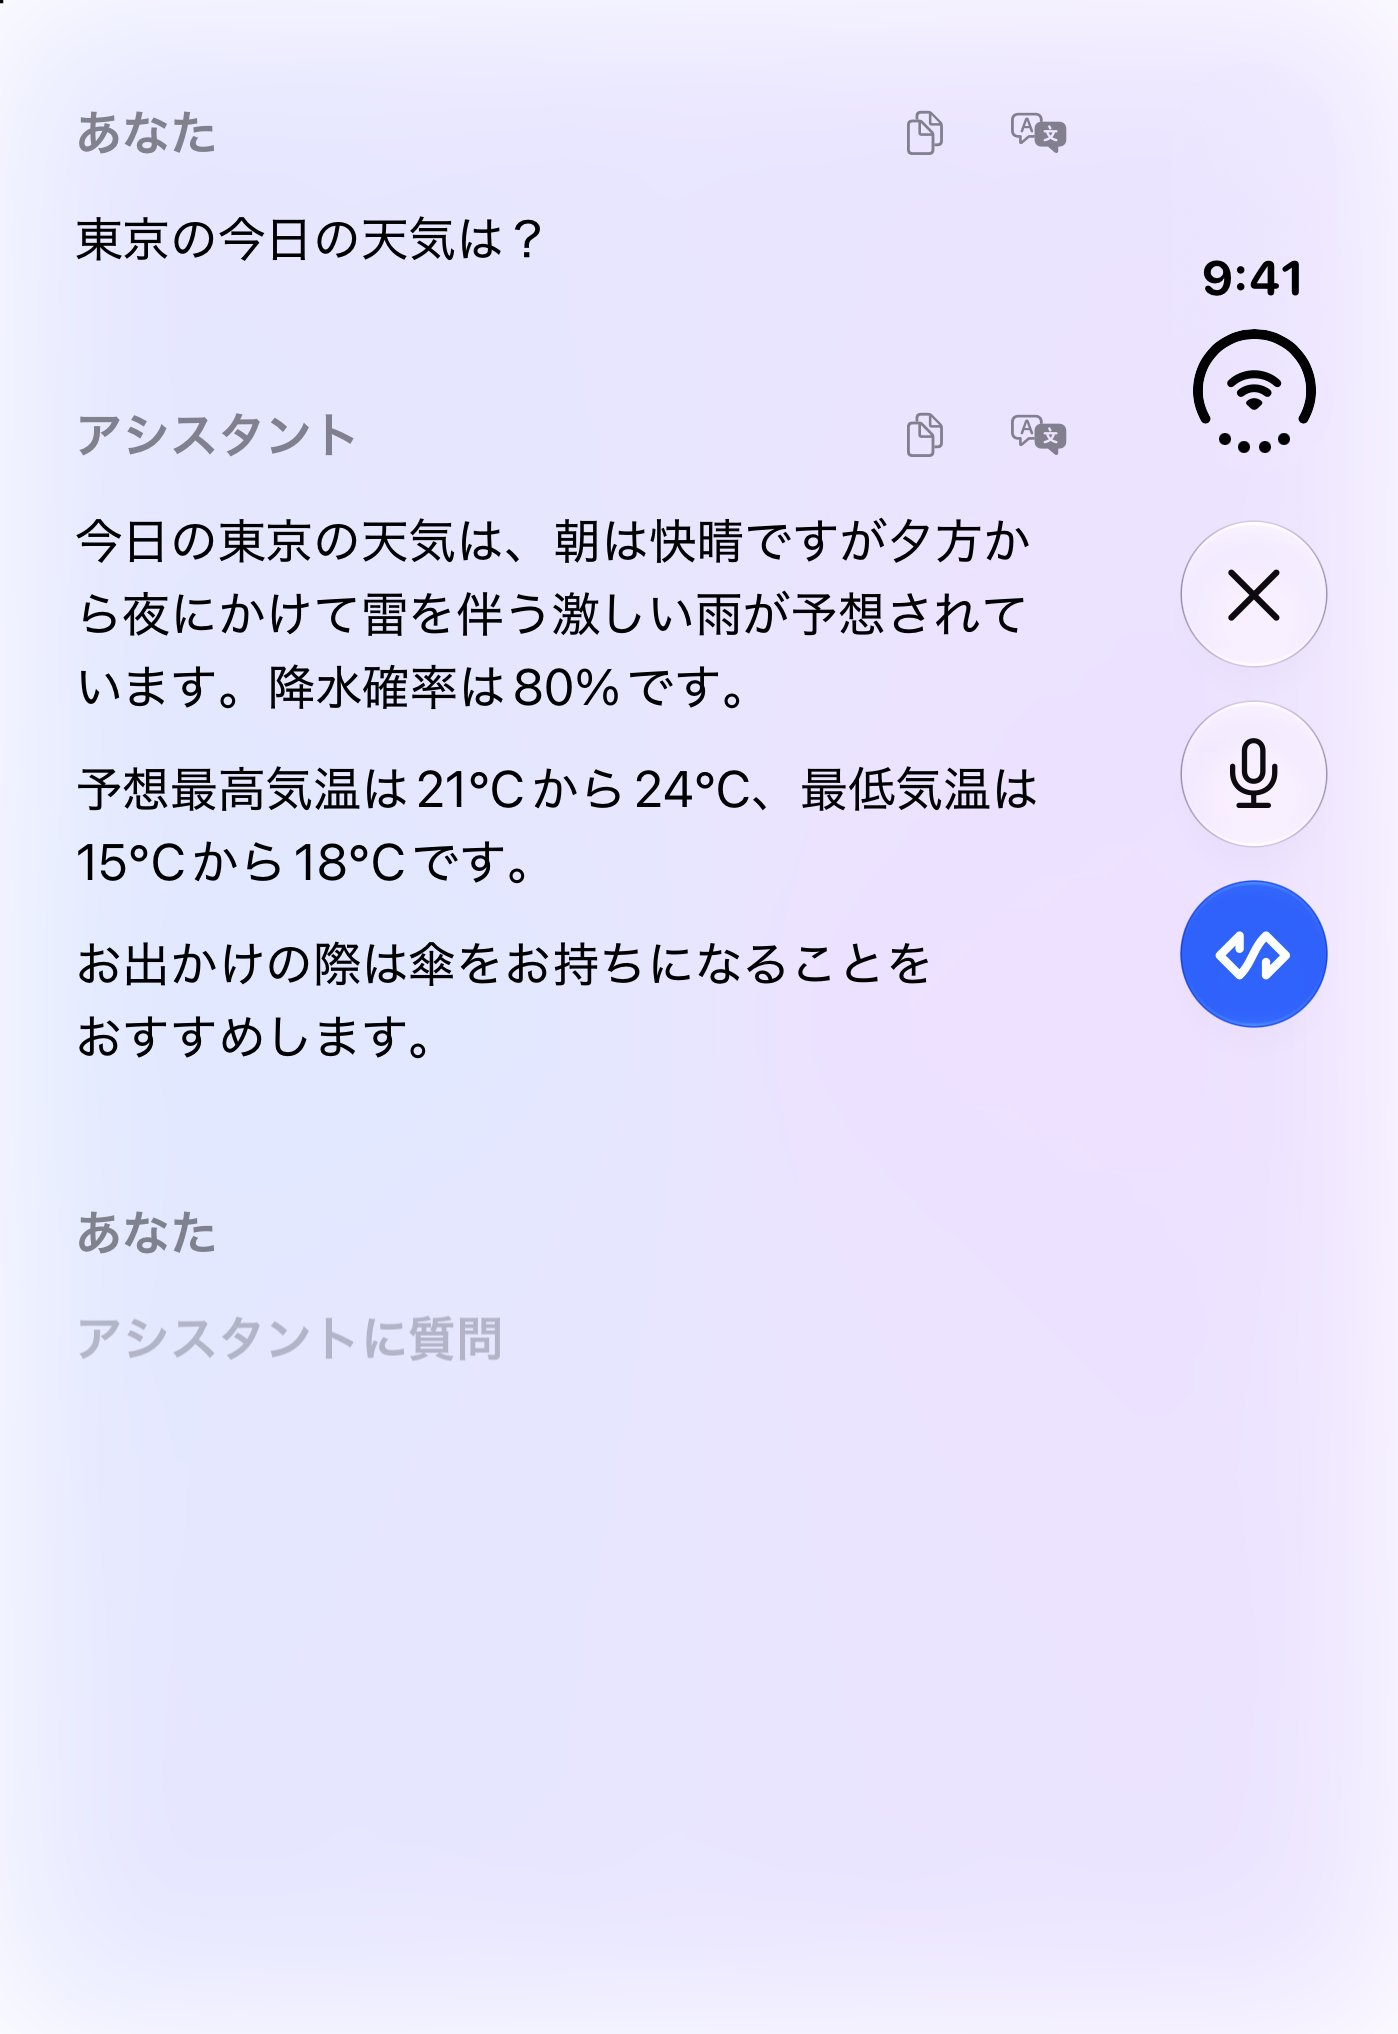 あなた
東京の今日の天気は？
9:41
アシスタント
今日の東京の天気は、朝は快晴ですが夕方か
ら夜にかけて雷を伴う激しい雨が予想されて
います。降水確率は80%です。
予想最高気温は21°Cから24°C、最低気温は
15°Cから18°Cです。
お出かけの際は傘をお持ちになることを
おすすめします。
あなた
アシスタントに質問